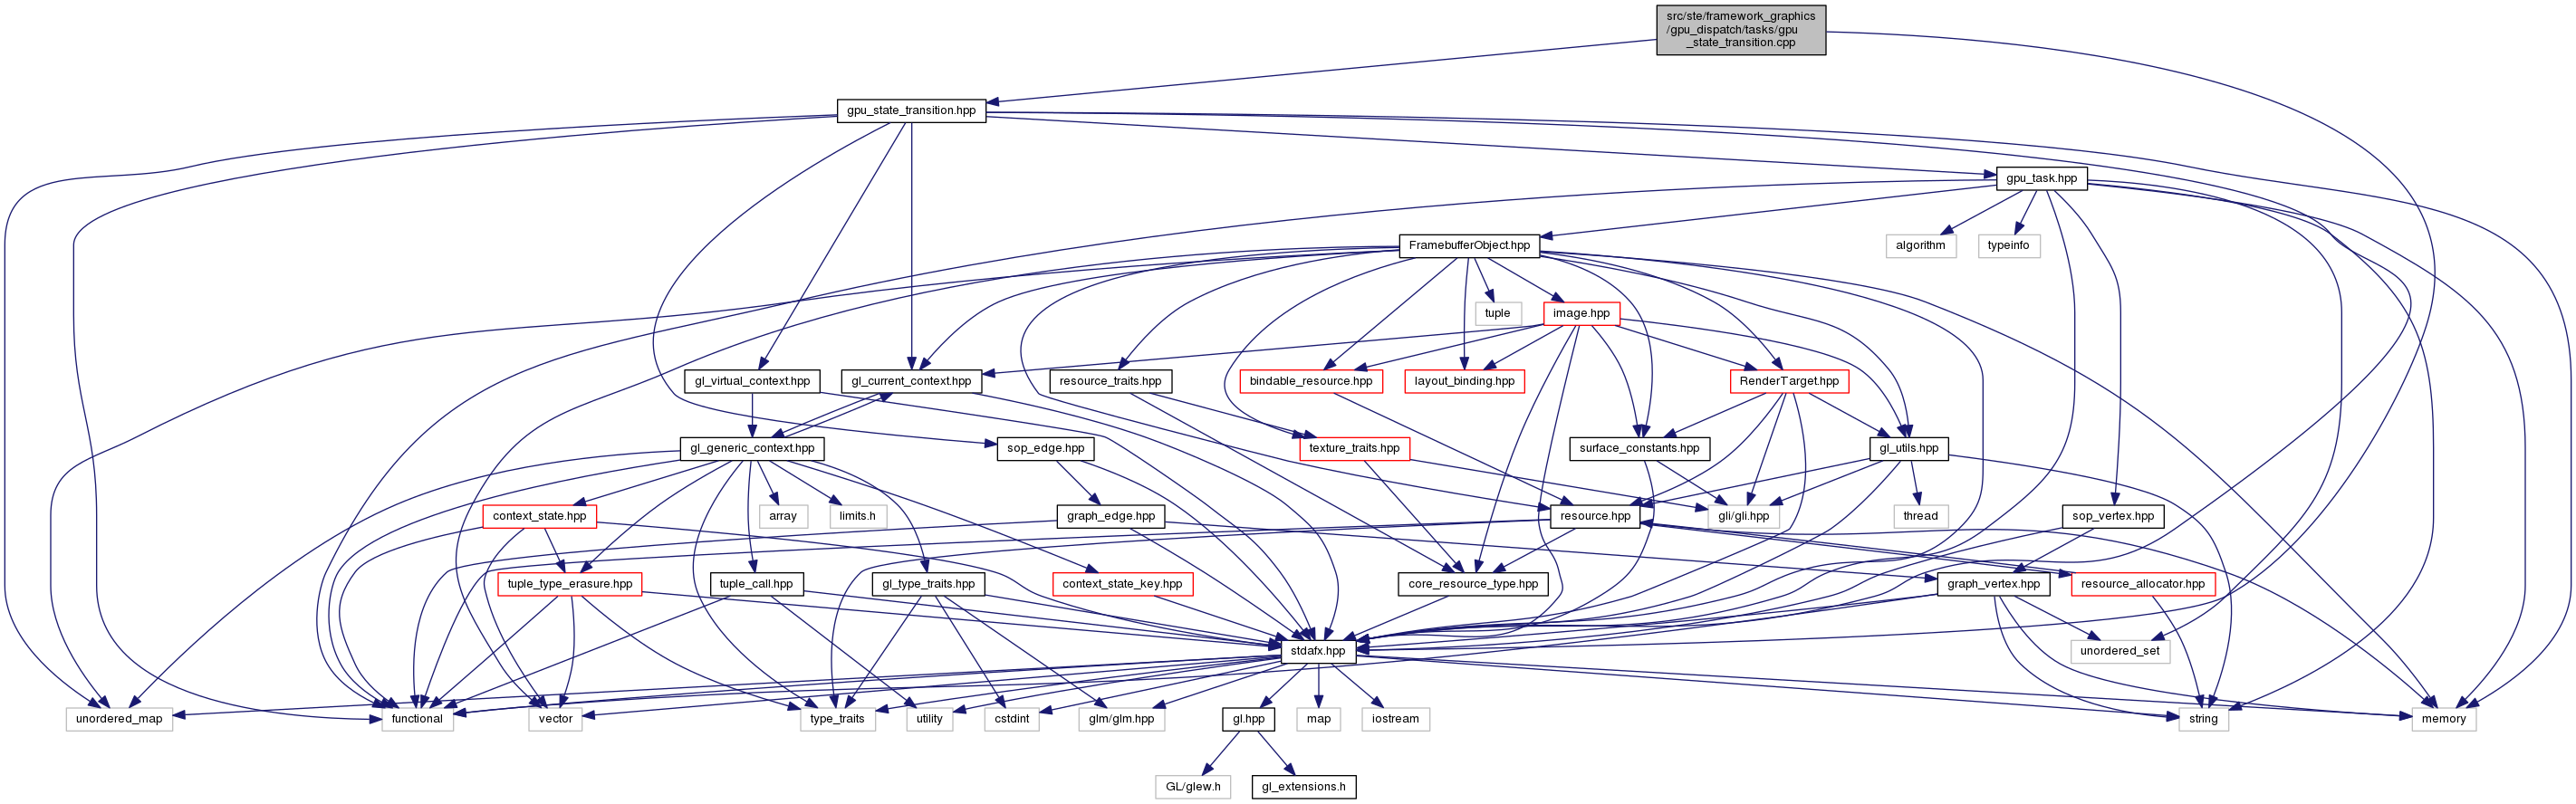 src/ste/framework_graphics
/gpu_dispatch/tasks/gpu
_state_transition.cpp
gpu_state_transition.hpp
gpu_task.hpp
FramebufferObject.hpp
algorithm
typeinfo
tuple
image.hpp
gl_virtual_context.hpp
gl_current_context.hpp
resource_traits.hpp
bindable_resource.hpp
layout_binding.hpp
RenderTarget.hpp
gl_generic_context.hpp
sop_edge.hpp
texture_traits.hpp
surface_constants.hpp
gl_utils.hpp
context_state.hpp
array
limits.h
graph_edge.hpp
resource.hpp
gli/gli.hpp
thread
sop_vertex.hpp
tuple_type_erasure.hpp
tuple_call.hpp
gl_type_traits.hpp
context_state_key.hpp
core_resource_type.hpp
graph_vertex.hpp
resource_allocator.hpp
stdafx.hpp
unordered_set
unordered_map
functional
vector
type_traits
utility
cstdint
glm/glm.hpp
gl.hpp
map
iostream
string
memory
GL/glew.h
gl_extensions.h